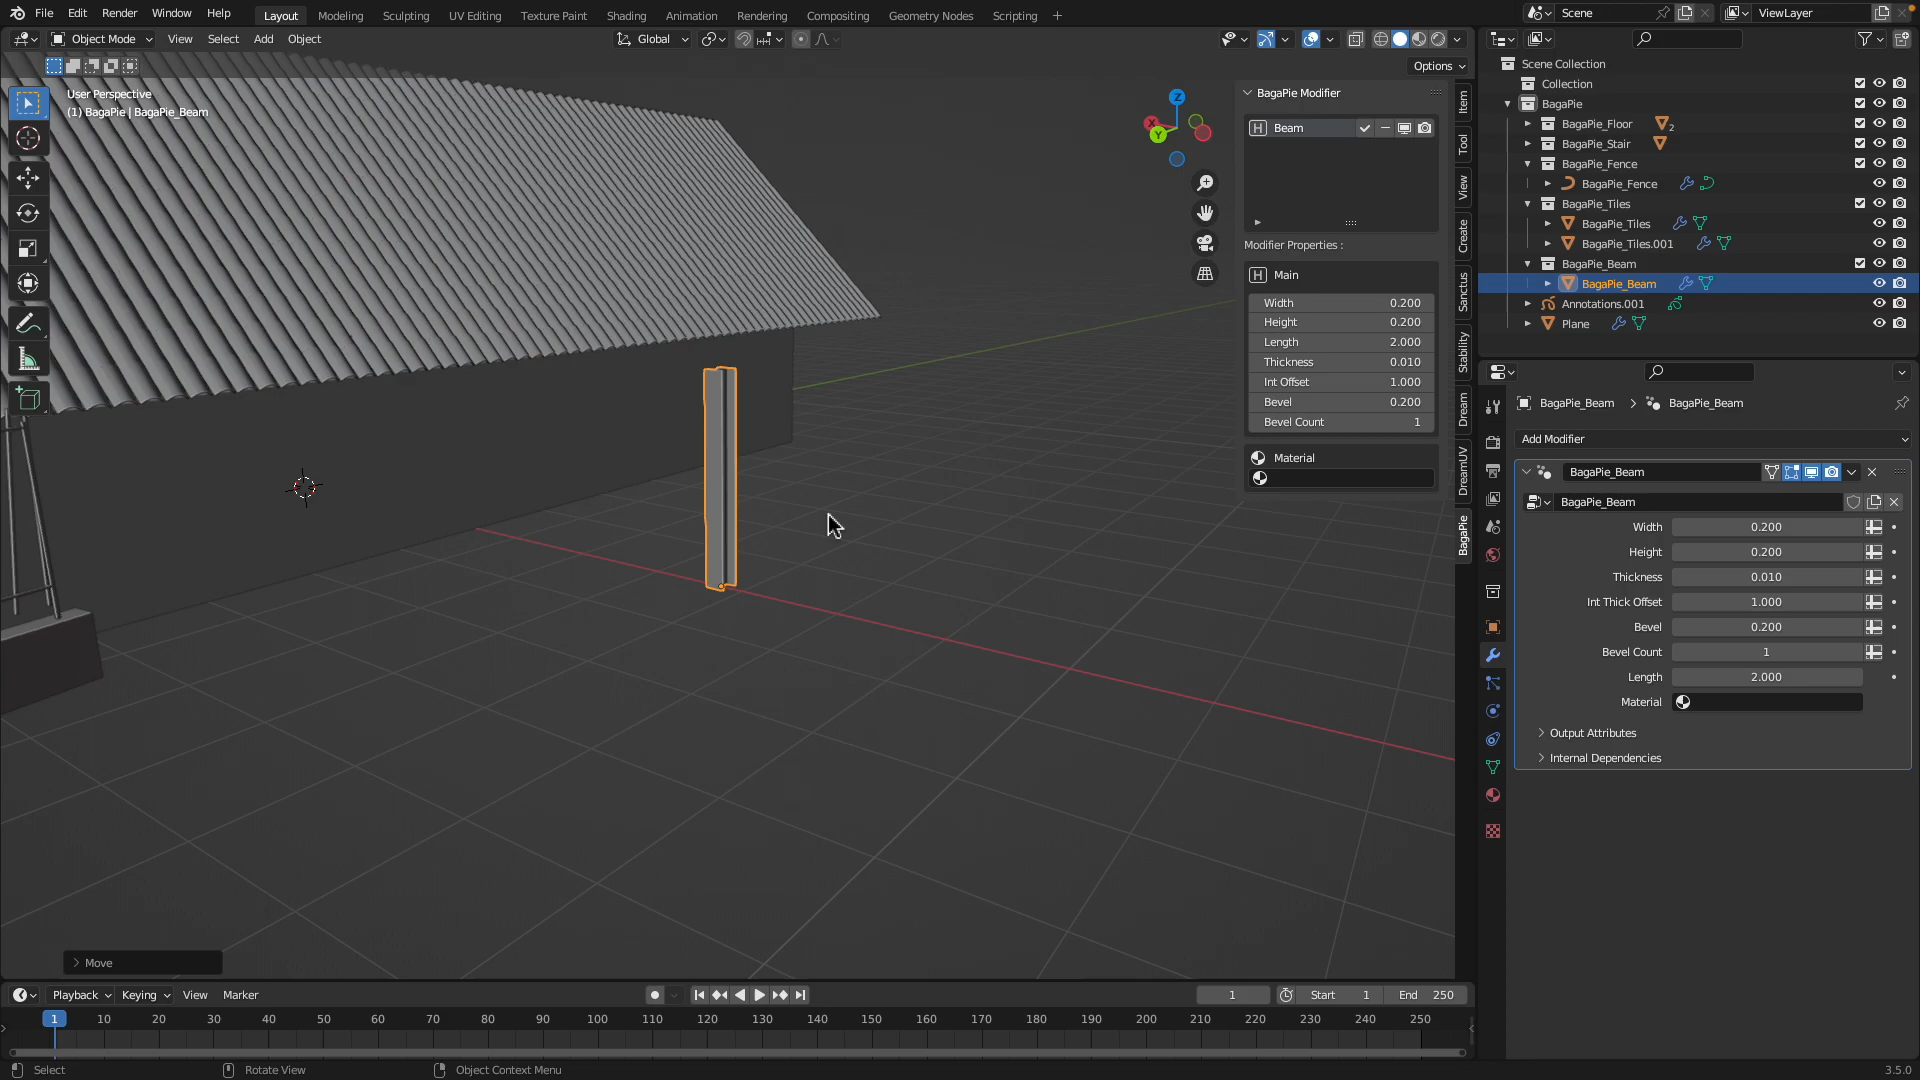 File Edit Render Window Help Layout Modeling Sculpting UV Editing Texture Paint Shading Animation Rendering Compositing Geometry Nodes Scripting + Scene ViewLayer
Object Mode View Select Add Object Global
Options
User Perspective
(1) BagaPie | BagaPie_Beam
X
Y
Z
BagaPie Modifier
Beam
Modifier Properties :
Main
Width 0.200
Height 0.200
Length 2.000
Thickness 0.010
Int Offset 1.000
Bevel 0.200
Bevel Count 1
Material
Item
Tool
View
Create
Sanctus
Stability
Dream
DreamUV
BagaPie
Scene Collection
Collection
BagaPie
BagaPie_Floor 2
BagaPie_Stair
BagaPie_Fence
BagaPie_Fence
BagaPie_Tiles
BagaPie_Tiles
BagaPie_Tiles.001
BagaPie_Beam
BagaPie_Beam
Annotations.001
Plane
BagaPie_Beam > BagaPie_Beam
Add Modifier
BagaPie_Beam
BagaPie_Beam
Width 0.200
Height 0.200
Thickness 0.010
Int Thick Offset 1.000
Bevel 0.200
Bevel Count 1
Length 2.000
Material
Output Attributes
Internal Dependencies
Move
Playback Keying View Marker 1 Start 1 End 250
1 10 20 30 40 50 60 70 80 90 100 110 120 130 140 150 160 170 180 190 200 210 220 230 240 250
Select Rotate View Object Context Menu 3.5.0